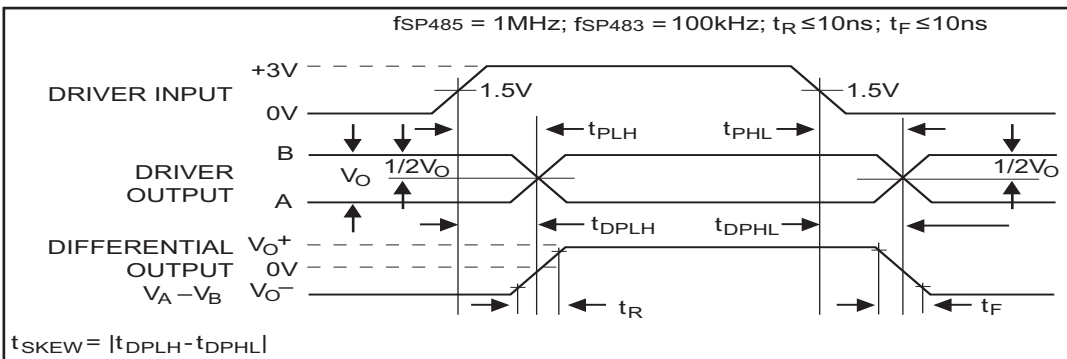 fSP485 = 1MHz; fSP483 = 100kHz; tR ≤10ns; tF ≤10ns
+3V
DRIVER INPUT
1.5V
1.5V
0V
tPLH
tPHL
B
DRIVER OUTPUT
VO
1/2VO
1/2VO
A
tDPLH
tDPHL
DIFFERENTIAL OUTPUT
VA –VB
VO+
0V
VO–
tR
tF
tSKEW = |tDPLH - tDPHL|